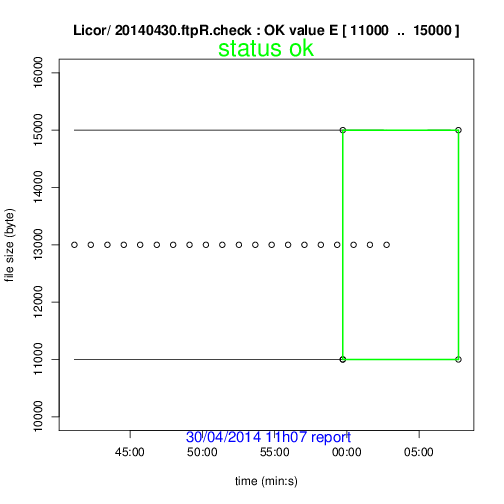 Licor/ 20140430.ftpR.check : OK value E [ 11000 .. 15000 ]
status ok
16000
15000
14000
13000
12000
11000
10000
file size (byte)
30/04/2014 11h07 report
45:00 50:00 55:00 00:00 05:00
time (min:s)